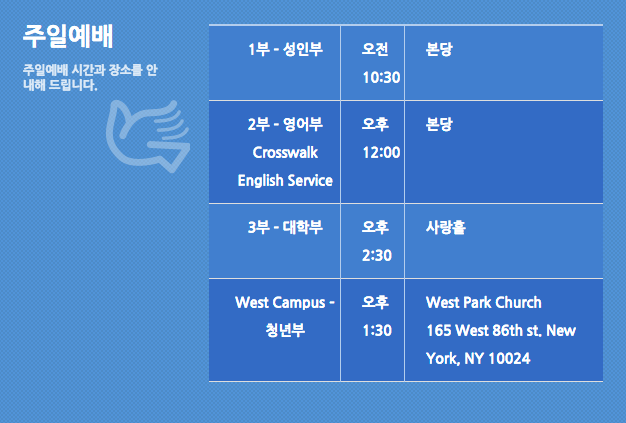 주일예배
주일예배 시간과 장소를 안
내해 드립니다.
1부 - 성인부
오전
10:30
본당
2부 - 영어부
Crosswalk
English Service
오후
12:00
본당
3부 - 대학부
오후
2:30
사랑홀
West Campus -
청년부
오후
1:30
West Park Church
165 West 86th st. New
York, NY 10024